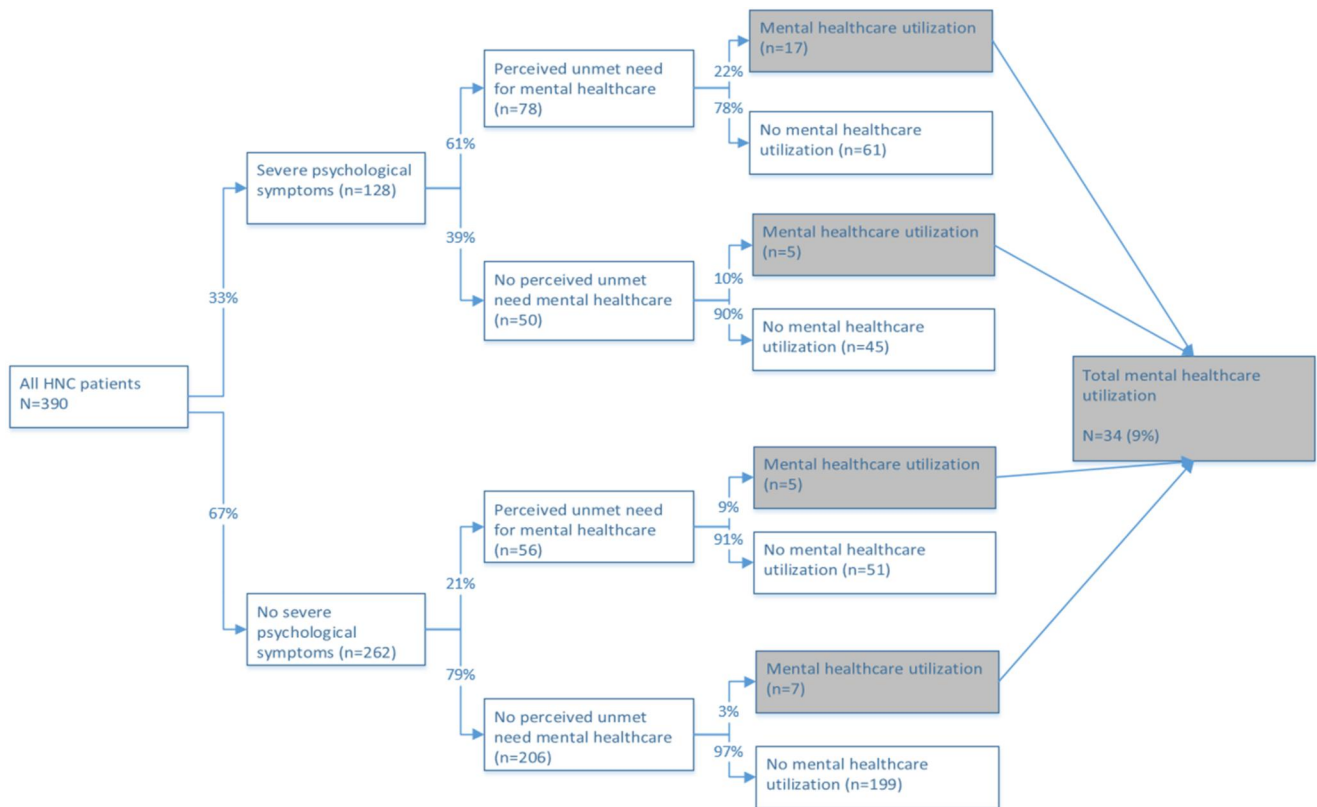 All HNC patients
N=390
33%
67%
Severe psychological
symptoms (n=128)
61%
39%
Perceived unmet need
for mental healthcare
(n=78)
22%
78%
Mental healthcare utilization
(n=17)
No mental healthcare
utilization (n=61)
No perceived unmet
need mental healthcare
(n=50)
10%
90%
Mental healthcare utilization
(n=5)
No mental healthcare
utilization (n=45)
No severe
psychological
symptoms (n=262)
21%
79%
Perceived unmet need
for mental healthcare
(n=56)
9%
91%
Mental healthcare utilization
(n=5)
No mental healthcare
utilization (n=51)
No perceived unmet
need mental healthcare
(n=206)
3%
97%
Mental healthcare utilization
(n=7)
No mental healthcare
utilization (n=199)
Total mental healthcare
utilization
N=34 (9%)